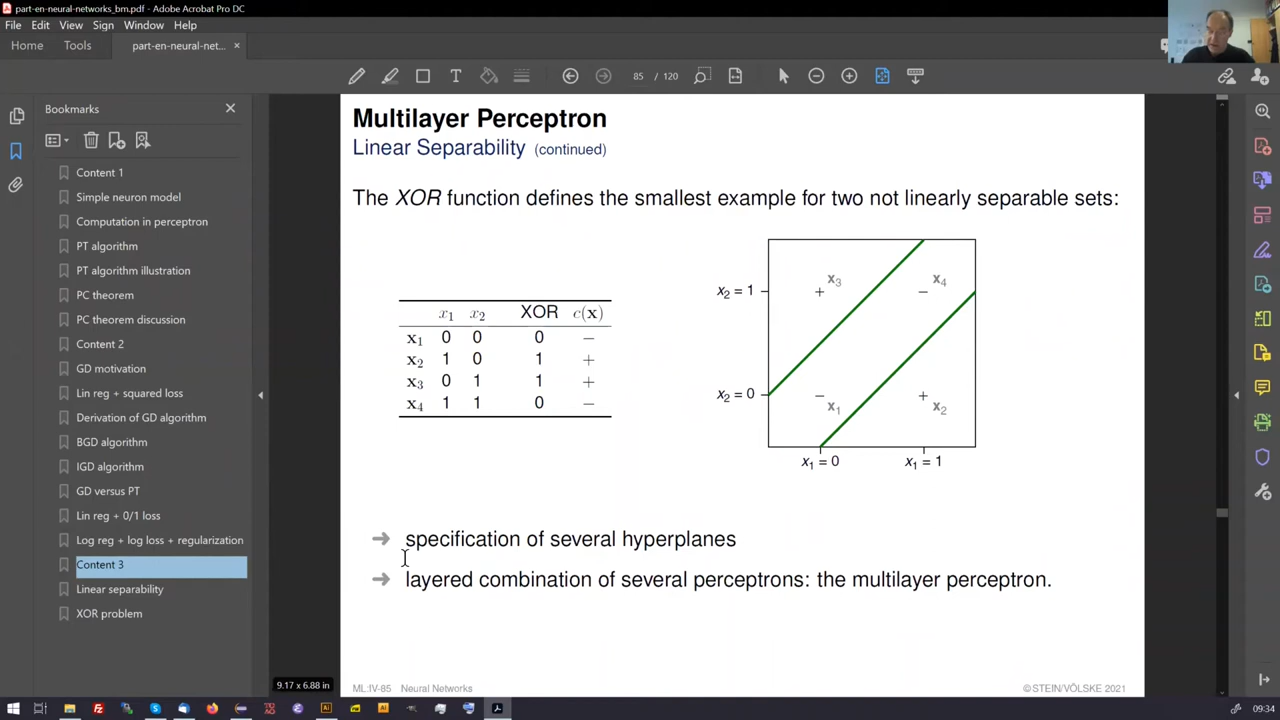 part-en-neural-networks_bm.pdf - Adobe Acrobat Pro DC
File Edit View Sign Window Help
Home Tools part-en-neural-net... ×
85 / 120
Bookmarks
Content 1
Simple neuron model
Computation in perceptron
PT algorithm
PT algorithm illustration
PC theorem
PC theorem discussion
Content 2
GD motivation
Lin reg + squared loss
Derivation of GD algorithm
BGD algorithm
IGD algorithm
GD versus PT
Lin reg + 0/1 loss
Log reg + log loss + regularization
Content 3
Linear separability
XOR problem
9.17 x 6.88 in
Multilayer Perceptron
Linear Separability (continued)
The XOR function defines the smallest example for two not linearly separable sets:
x₁ x₂ XOR c(x)
x₁ 0 0 0 −
x₂ 1 0 1 +
x₃ 0 1 1 +
x₄ 1 1 0 −
x₂ = 1
x₂ = 0
+ x₃
− x₄
− x₁
+ x₂
x₁ = 0 x₁ = 1
➔ specification of several hyperplanes
➔ layered combination of several perceptrons: the multilayer perceptron.
ML:IV-85 Neural Networks ©STEIN/VÖLSKE 2021
09:34